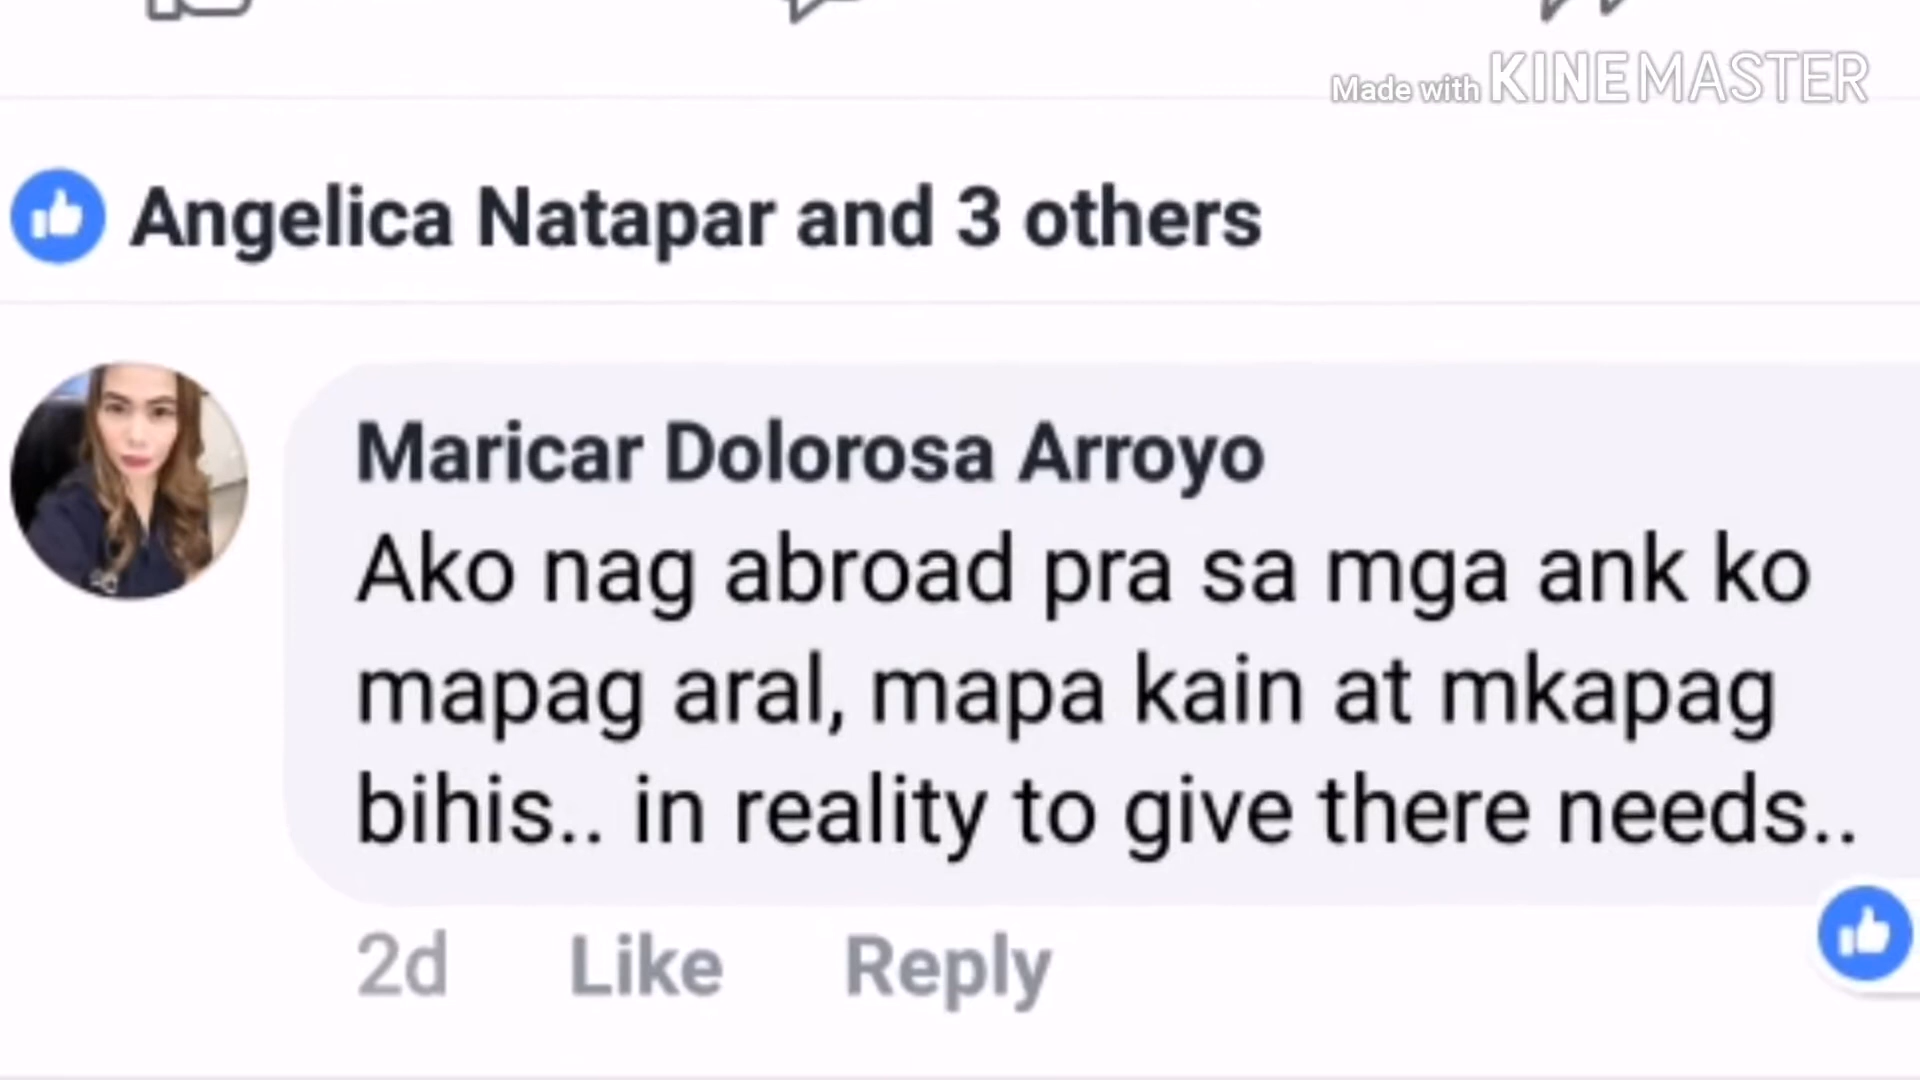 Made with KINEMASTER
Angelica Natapar and 3 others
Maricar Dolorosa Arroyo
Ako nag abroad pra sa mga ank ko
mapag aral, mapa kain at mkapag
bihis.. in reality to give there needs..
2d Like Reply